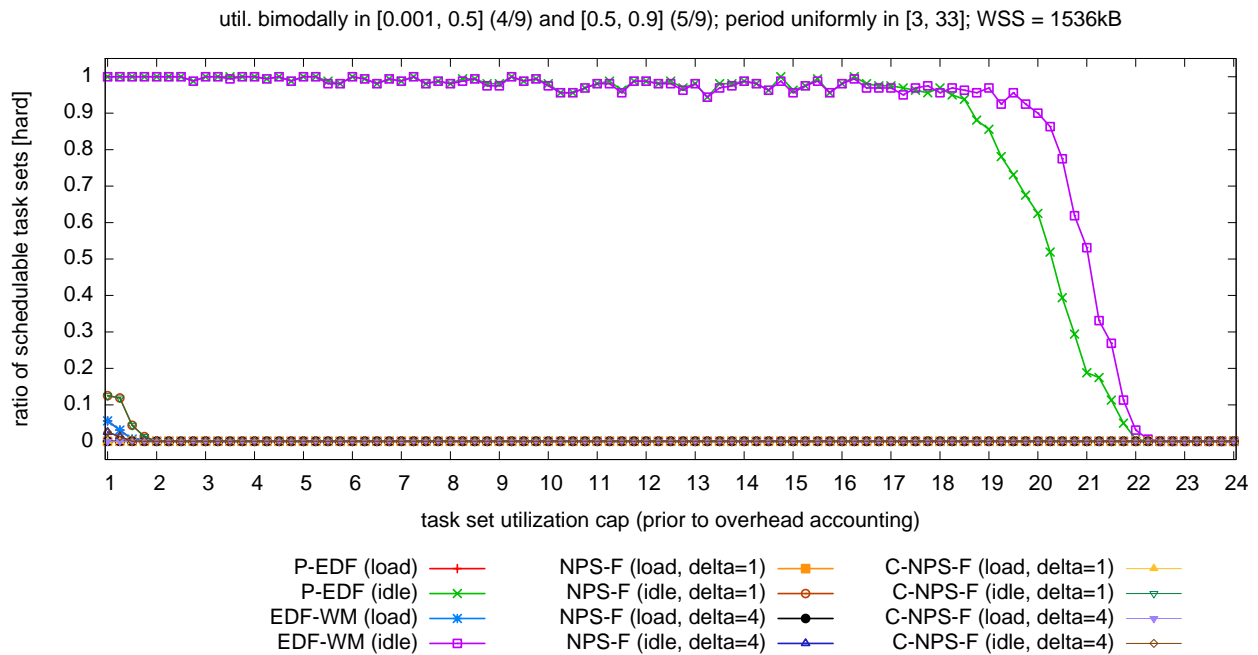 util. bimodally in [0.001, 0.5] (4/9) and [0.5, 0.9] (5/9); period uniformly in [3, 33]; WSS = 1536kB
ratio of schedulable task sets [hard]
1
0.9
0.8
0.7
0.6
0.5
0.4
0.3
0.2
0.1
0
1 2 3 4 5 6 7 8 9 10 11 12 13 14 15 16 17 18 19 20 21 22 23 24
task set utilization cap (prior to overhead accounting)
P-EDF (load)
P-EDF (idle)
EDF-WM (load)
EDF-WM (idle)
NPS-F (load, delta=1)
NPS-F (idle, delta=1)
NPS-F (load, delta=4)
NPS-F (idle, delta=4)
C-NPS-F (load, delta=1)
C-NPS-F (idle, delta=1)
C-NPS-F (load, delta=4)
C-NPS-F (idle, delta=4)